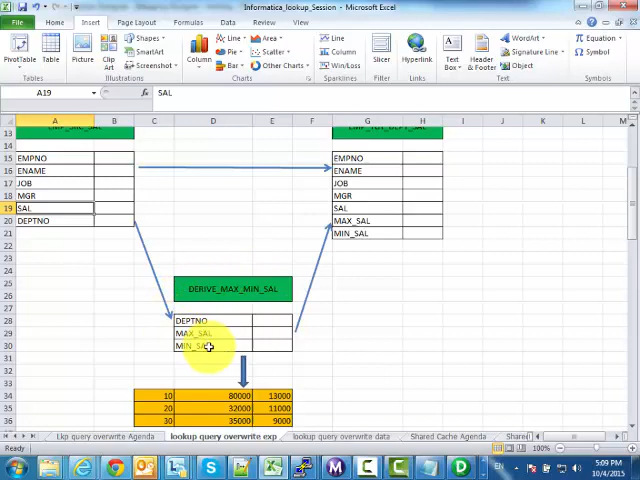 Informatica_lookup_Session - Microsoft Excel
File Home Insert Page Layout Formulas Data Review View
PivotTable Table Picture Clip Art Shapes SmartArt Screenshot Column Line Pie Bar Area Scatter Other Charts Line Column Win/Loss Slicer Hyperlink Text Box Header & Footer WordArt Signature Line Object Equation Symbol
Tables Illustrations Charts Sparklines Filter Links Text Symbols
A19 SAL
A B C D E F G H I J K L M
13
14
15 EMPNO EMPNO
16 ENAME ENAME
17 JOB JOB
18 MGR MGR
19 SAL SAL
20 DEPTNO MAX_SAL
21 MIN_SAL
22
23
24
25 DERIVE_MAX_MIN_SAL
26
27
28 DEPTNO
29 MAX_SAL
30 MIN_SAL
31
32
33
34 10 80000 13000
35 20 32000 11000
36 30 35000 9000
Lkp query overwrite Agenda lookup query overwrite exp lookup query overwrite Shared Cache Agenda Shared
Ready 100%
EN 5:09 PM
10/4/2015